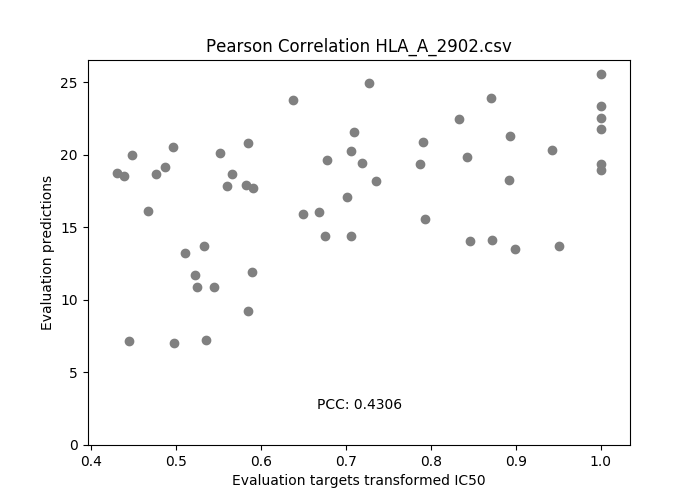 Pearson Correlation HLA_A_2902.csv
Evaluation predictions
25
20
15
10
5
0
PCC: 0.4306
0.4 0.5 0.6 0.7 0.8 0.9 1.0
Evaluation targets transformed IC50